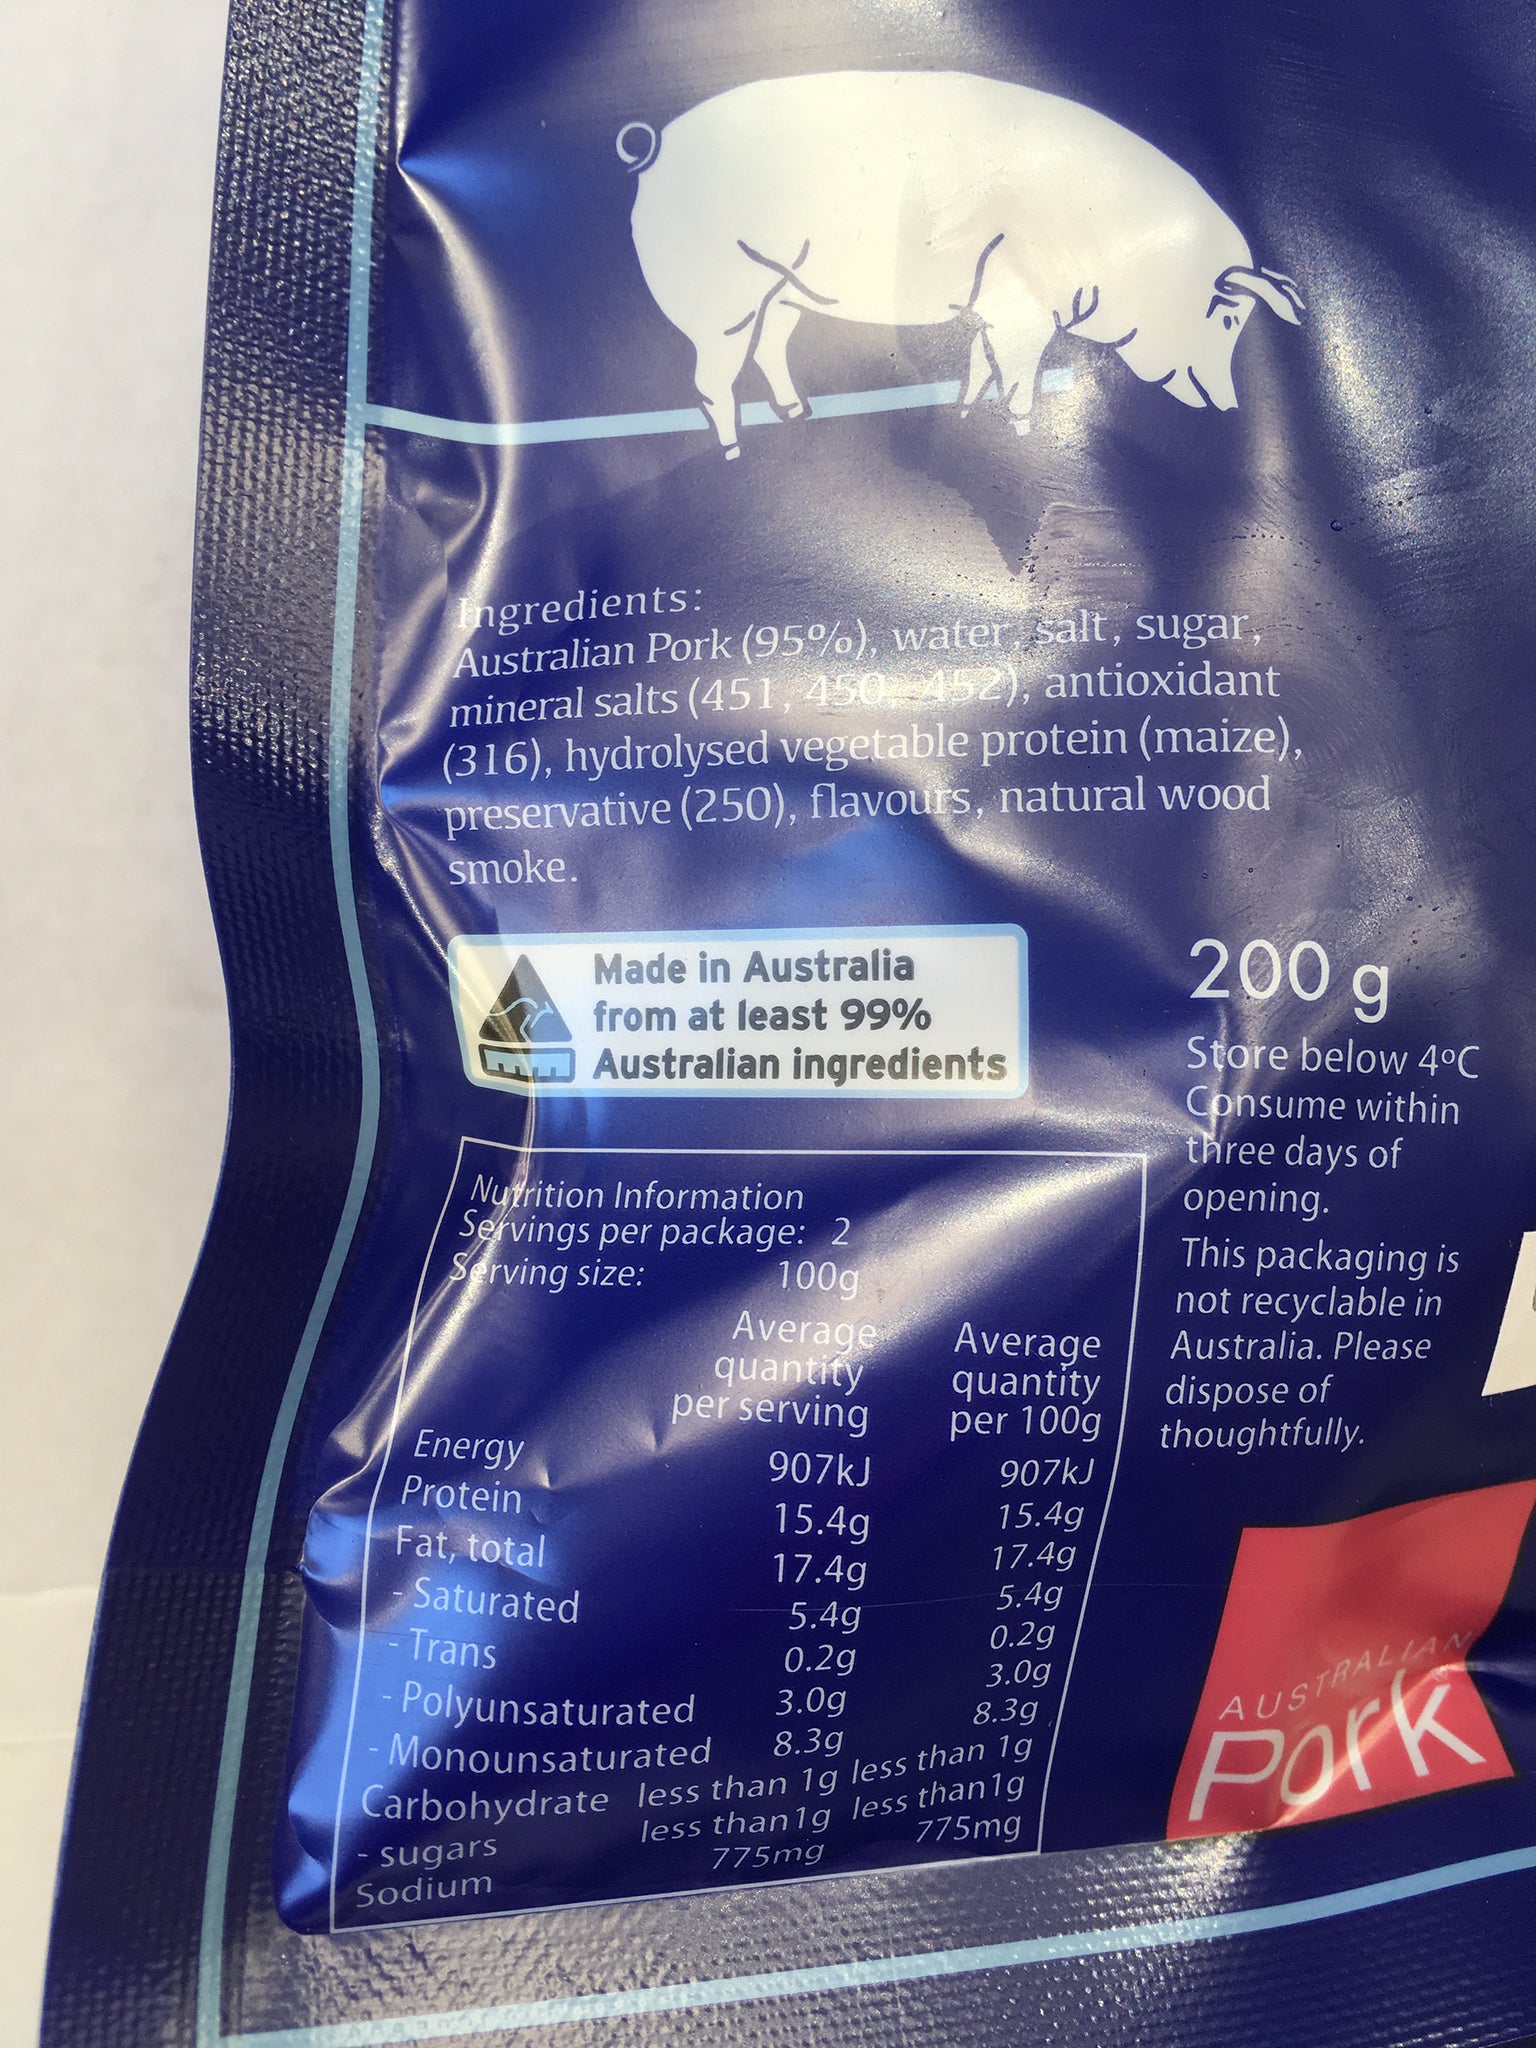 Ingredients:
Australian Pork (95%), water, salt, sugar,
mineral salts (451, 450, 452), antioxidant
(316), hydrolysed vegetable protein (maize),
preservative (250), flavours, natural wood
smoke.
Made in Australia
from at least 99%
Australian ingredients
200 g
Store below 4°C
Consume within
three days of
opening.
This packaging is
not recyclable in
Australia. Please
dispose of
thoughtfully.
Nutrition Information
Servings per package: 2
Serving size: 100g
Average Average
quantity quantity
per serving per 100g
Energy 907kJ 907kJ
Protein 15.4g 15.4g
Fat, total 17.4g 17.4g
- Saturated 5.4g 5.4g
- Trans 0.2g 0.2g
- Polyunsaturated 3.0g 3.0g
- Monounsaturated 8.3g 8.3g
Carbohydrate less than 1g less than 1g
- sugars less than1g less than1g
Sodium 775mg 775mg
AUSTRALIAN
Pork